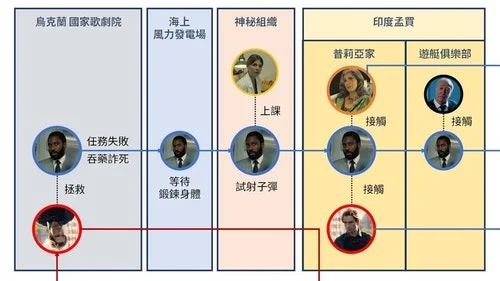 烏克蘭 國家歌劇院
海上
風力發電場
神秘組織
印度孟買
普莉亞家
遊艇俱樂部
上課
接觸
接觸
任務失敗
吞藥詐死
拯救
等待
鍛鍊身體
試射子彈
接觸